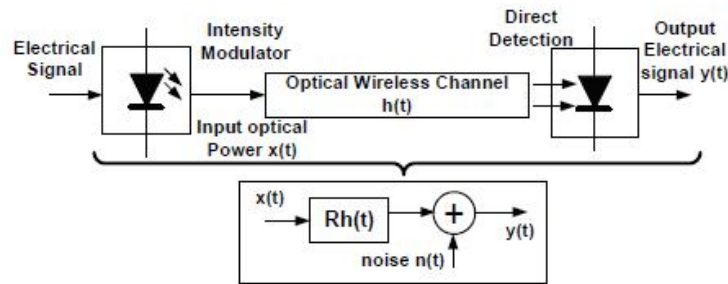 Electrical
Signal
Intensity
Modulator
Input optical
Power x(t)
Optical Wireless Channel
h(t)
Direct
Detection
Output
Electrical
signal y(t)
x(t)
Rh(t)
+
y(t)
noise n(t)